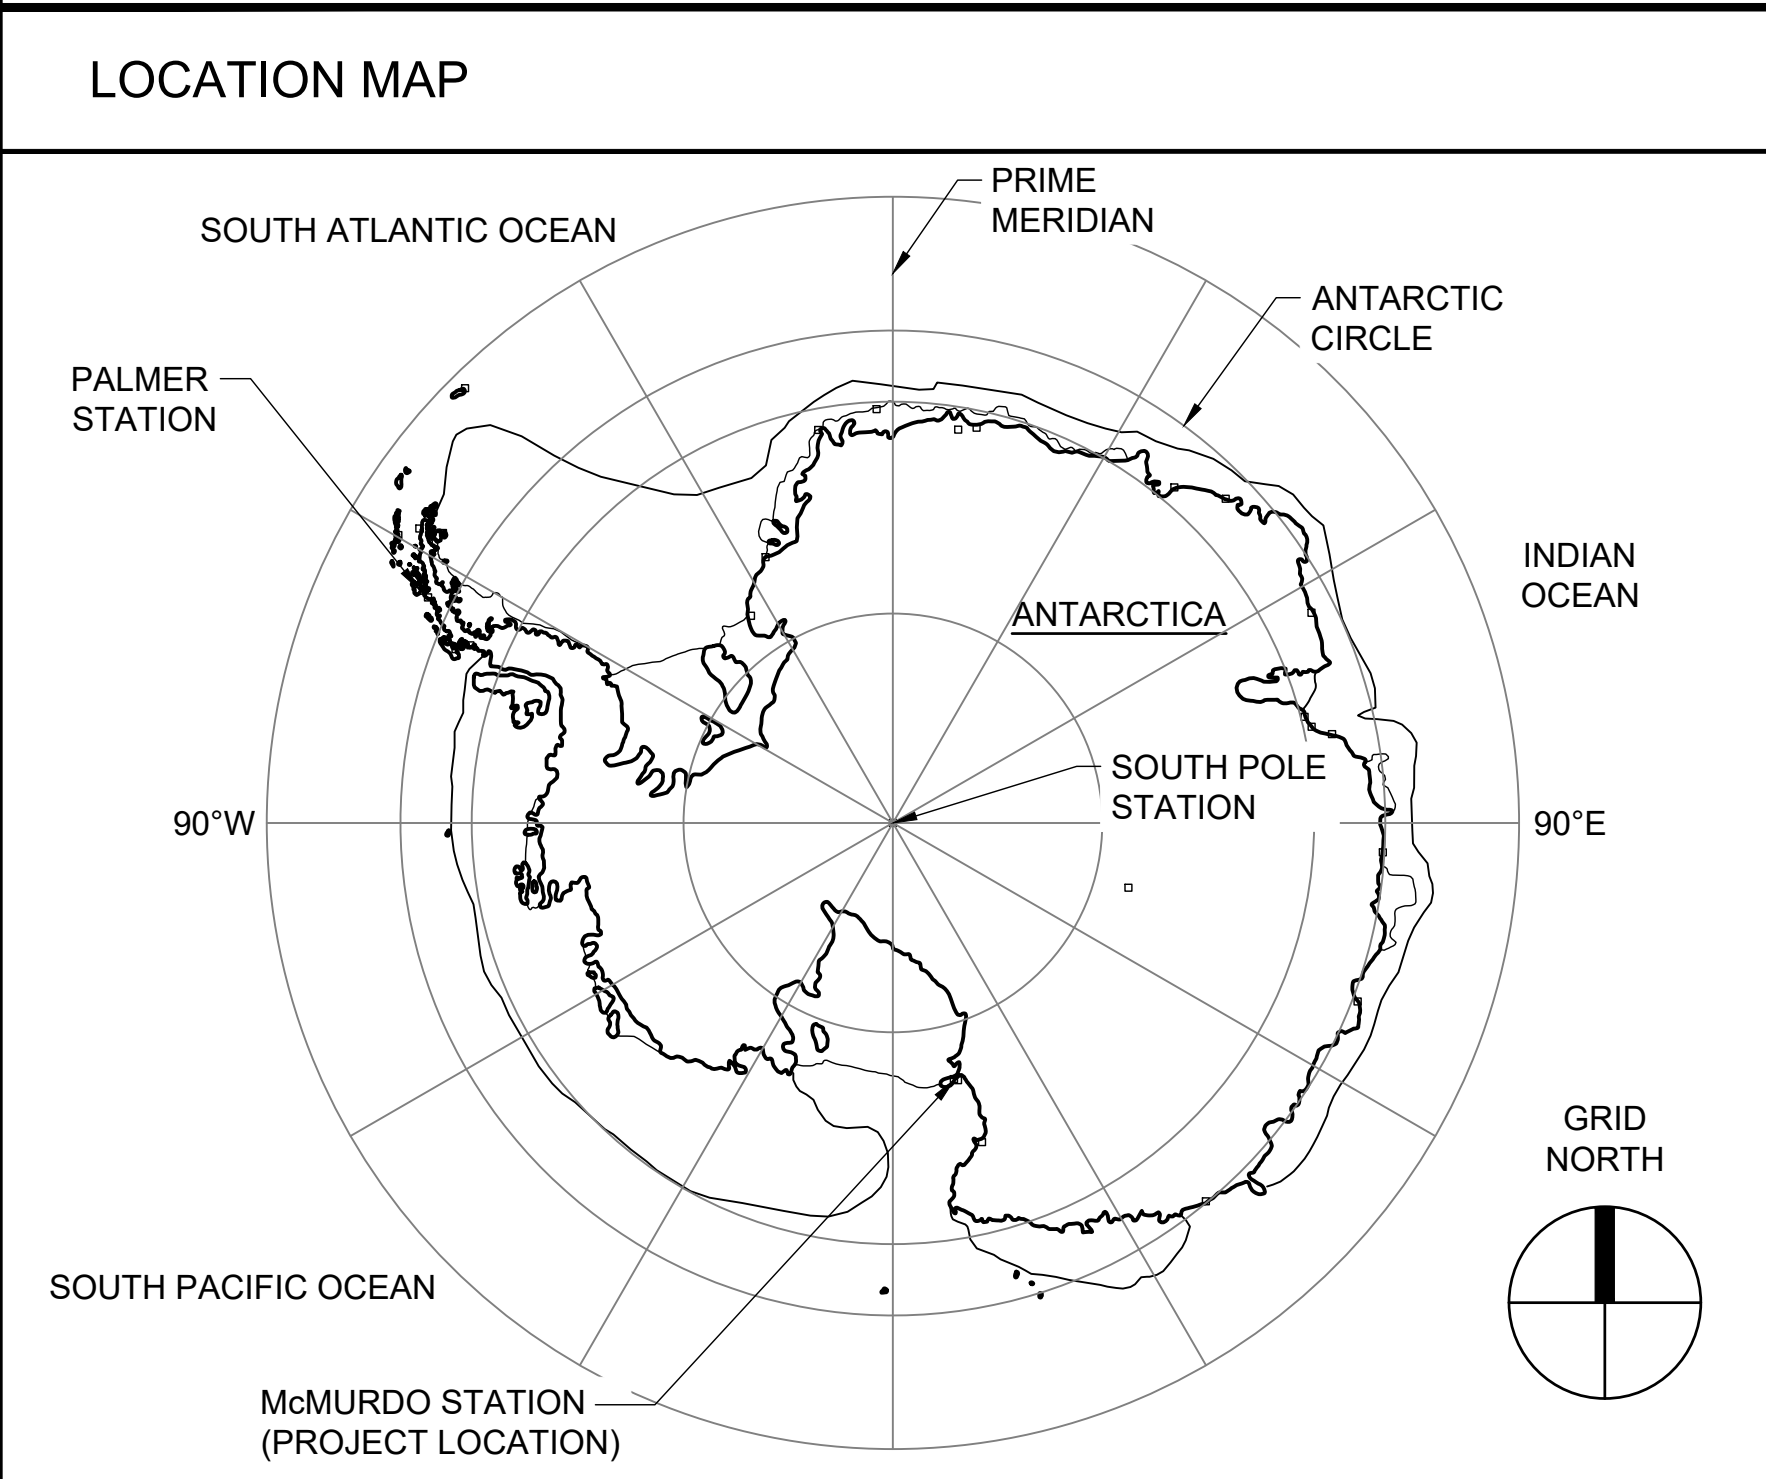 LOCATION MAP
PRIME
MERIDIAN
SOUTH ATLANTIC OCEAN
ANTARCTIC
CIRCLE
PALMER
STATION
INDIAN
OCEAN
ANTARCTICA
SOUTH POLE
STATION
90°W
90°E
GRID
NORTH
SOUTH PACIFIC OCEAN
McMURDO STATION
(PROJECT LOCATION)